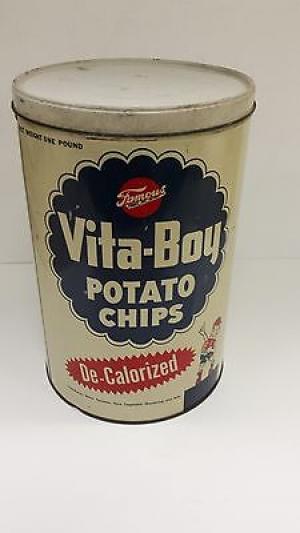 NET WEIGHT ONE POUND
Famous
Vita-Boy
POTATO
CHIPS
De-Calorized